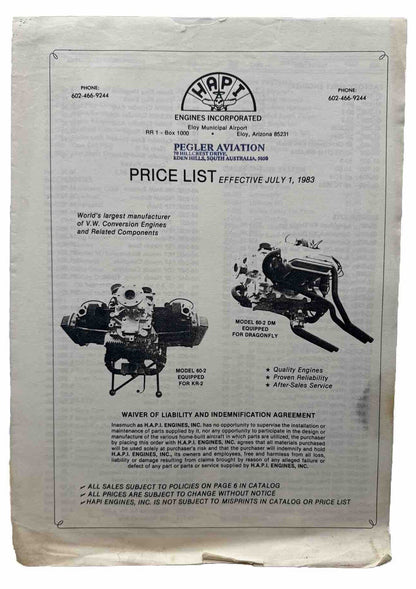 HAPI
ENGINES INCORPORATED
PHONE:
602-466-9244
Eloy Municipal Airport
RR 1 - Box 1000 • Eloy, Arizona 85231
PHONE:
602-466-9244
PEGLER AVIATION
79 HILLCREST DRIVE,
EDEN HILLS, SOUTH AUSTRALIA, 5050
PRICE LIST EFFECTIVE JULY 1, 1983
World's largest manufacturer
of V.W. Conversion Engines
and Related Components
MODEL 60-2 DM
EQUIPPED
FOR DRAGONFLY
MODEL 60-2
EQUIPPED
FOR KR-2
★ Quality Engines
★ Proven Reliability
★ After-Sales Service
WAIVER OF LIABILITY AND INDEMNIFICATION AGREEMENT
Inasmuch as H.A.P.I. ENGINES, INC. has no opportunity to supervise the installation or
maintenance of parts supplied by it, nor any opportunity to participate in the design or
manufacture of the various home-built aircraft in which parts are utilized, the purchaser
by placing this order with H.A.P.I. ENGINES, INC. agrees that all materials purchased
will be used solely at purchaser's risk and that the purchaser will indemnify and hold
H.A.P.I. ENGINES, INC., its owners and employees, free and harmless from all loss,
liability or damage resulting from claims brought by reason of any alleged failure or
defect of any part or parts or service supplied by H.A.P.I. ENGINES, INC.
✓ ALL SALES SUBJECT TO POLICIES ON PAGE 6 IN CATALOG
✓ ALL PRICES ARE SUBJECT TO CHANGE WITHOUT NOTICE
✓ HAPI ENGINES, INC. IS NOT SUBJECT TO MISPRINTS IN CATALOG OR PRICE LIST